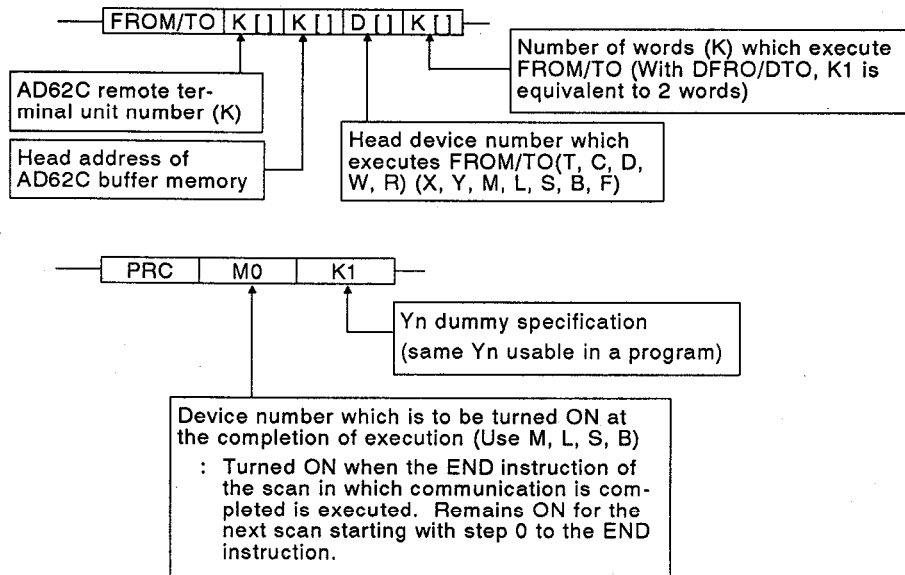 FROM/TO K [ ] K [ ] D [ ] K [ ]
Number of words (K) which execute
FROM/TO (With DFRO/DTO, K1 is
equivalent to 2 words)
AD62C remote ter-
minal unit number (K)
Head address of
AD62C buffer memory
Head device number which
executes FROM/TO(T, C, D,
W, R) (X, Y, M, L, S, B, F)
PRC M0 K1
Yn dummy specification
(same Yn usable in a program)
Device number which is to be turned ON at
the completion of execution (Use M, L, S, B)
: Turned ON when the END instruction of
the scan in which communication is com-
pleted is executed. Remains ON for the
next scan starting with step 0 to the END
instruction.